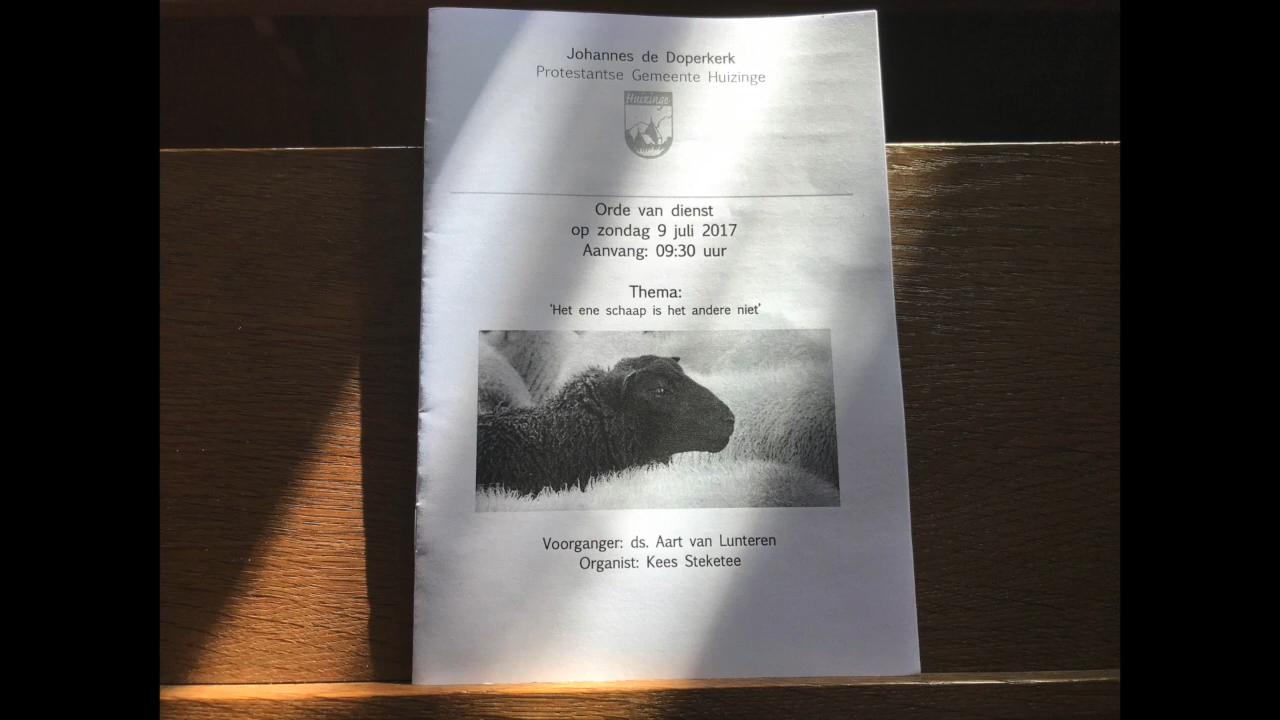 Johannes de Doperkerk
Protestantse Gemeente Huizinge
Huizinge
Orde van dienst
op zondag 9 juli 2017
Aanvang: 09:30 uur
Thema:
'Het ene schaap is het andere niet'
Voorganger: ds. Aart van Lunteren
Organist: Kees Steketee